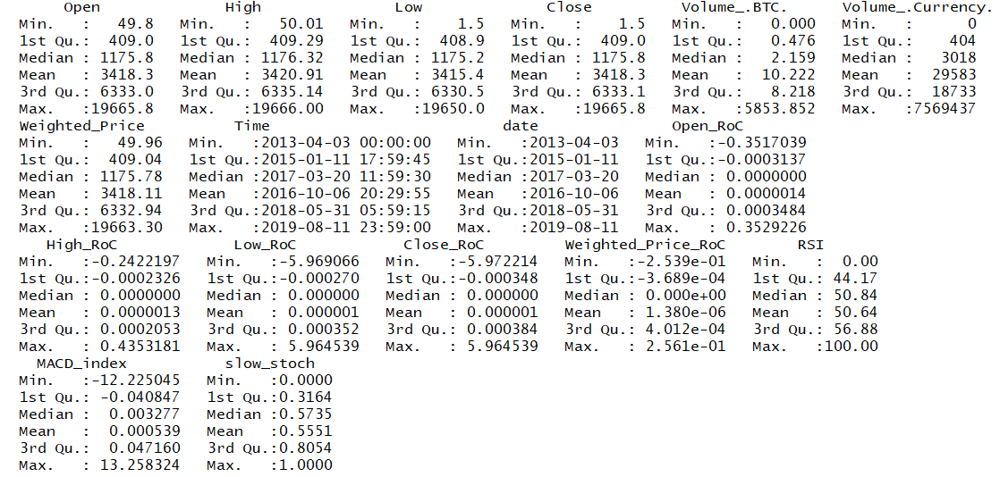 Open High Low Close Volume_.BTC. Volume_.Currency.
Min. : 49.8 Min. : 50.01 Min. : 1.5 Min. : 1.5 Min. : 0.000 Min. : 0
1st Qu.: 409.0 1st Qu.: 409.29 1st Qu.: 408.9 1st Qu.: 409.0 1st Qu.: 0.476 1st Qu.: 404
Median : 1175.8 Median : 1176.32 Median : 1175.2 Median : 1175.8 Median : 2.159 Median : 3018
Mean : 3418.3 Mean : 3420.91 Mean : 3415.4 Mean : 3418.3 Mean : 10.222 Mean : 29583
3rd Qu.: 6333.0 3rd Qu.: 6335.14 3rd Qu.: 6330.5 3rd Qu.: 6333.1 3rd Qu.: 8.218 3rd Qu.: 18733
Max. :19665.8 Max. :19666.00 Max. :19650.0 Max. :19665.8 Max. :5853.852 Max. :7569437
Weighted_Price Time date Open_RoC
Min. : 49.96 Min. :2013-04-03 00:00:00 Min. :2013-04-03 Min. :-0.3517039
1st Qu.: 409.04 1st Qu.:2015-01-11 17:59:45 1st Qu.:2015-01-11 1st Qu.:-0.0003137
Median : 1175.78 Median :2017-03-20 11:59:30 Median :2017-03-20 Median : 0.0000000
Mean : 3418.11 Mean :2016-10-06 20:29:55 Mean :2016-10-06 Mean : 0.0000014
3rd Qu.: 6332.94 3rd Qu.:2018-05-31 05:59:15 3rd Qu.:2018-05-31 3rd Qu.: 0.0003484
Max. :19663.30 Max. :2019-08-11 23:59:00 Max. :2019-08-11 Max. : 0.3529226
High_RoC Low_RoC Close_RoC Weighted_Price_RoC RSI
Min. :-0.2422197 Min. :-5.969066 Min. :-5.972214 Min. :-2.539e-01 Min. : 0.00
1st Qu.:-0.0002326 1st Qu.:-0.000270 1st Qu.:-0.000348 1st Qu.:-3.689e-04 1st Qu.: 44.17
Median : 0.0000000 Median : 0.000000 Median : 0.000000 Median : 0.000e+00 Median : 50.84
Mean : 0.0000013 Mean : 0.000001 Mean : 0.000001 Mean : 1.380e-06 Mean : 50.64
3rd Qu.: 0.0002053 3rd Qu.: 0.000352 3rd Qu.: 0.000384 3rd Qu.: 4.012e-04 3rd Qu.: 56.88
Max. : 0.4353181 Max. : 5.964539 Max. : 5.964539 Max. : 2.561e-01 Max. :100.00
MACD_index slow_stoch
Min. :-12.225045 Min. :0.0000
1st Qu.: -0.040847 1st Qu.:0.3164
Median : 0.003277 Median :0.5735
Mean : 0.000539 Mean :0.5551
3rd Qu.: 0.047160 3rd Qu.:0.8054
Max. : 13.258324 Max. :1.0000